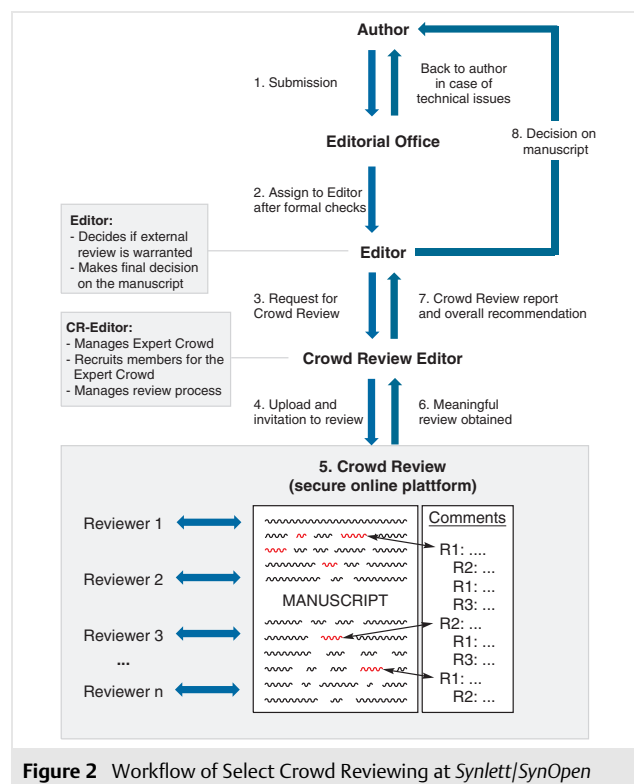 Author
1. Submission
Back to author
in case of
technical issues
Editorial Office
8. Decision on
manuscript
2. Assign to Editor
after formal checks
Editor:
- Decides if external
review is warranted
- Makes final decision
on the manuscript
Editor
3. Request for
Crowd Review
7. Crowd Review report
and overall recommendation
CR-Editor:
- Manages Expert Crowd
- Recruits members for the
Expert Crowd
- Manages review process
Crowd Review Editor
4. Upload and
invitation to review
6. Meaningful
review obtained
5. Crowd Review
(secure online plattform)
Reviewer 1
Reviewer 2
Reviewer 3
...
Reviewer n
MANUSCRIPT
Comments
R1: ....
R2: ...
R1: ...
R3: ...
R2: ...
R1: ...
R3: ...
R1: ...
R2: ...
Figure 2 Workflow of Select Crowd Reviewing at Synlett/SynOpen